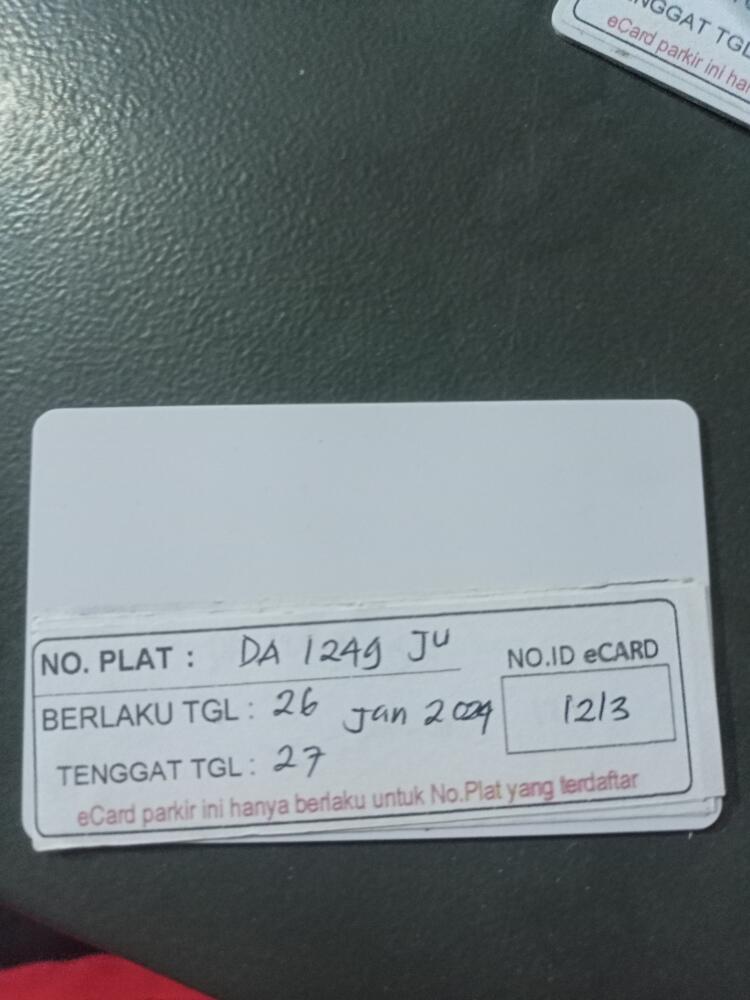 NGGAT TGL
eCard parkir ini ha
NO. PLAT : DA 1249 JU
NO.ID eCARD
BERLAKU TGL : 26 Jan 2024
1213
TENGGAT TGL : 27
eCard parkir ini hanya berlaku untuk No.Plat yang terdaftar